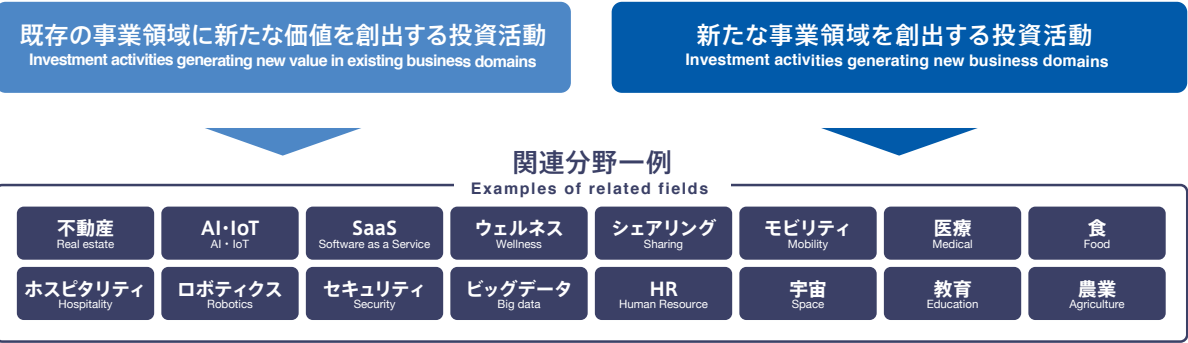 既存の事業領域に新たな価値を創出する投資活動
Investment activities generating new value in existing business domains
新たな事業領域を創出する投資活動
Investment activities generating new business domains
関連分野一例
Examples of related fields
不動産
Real estate
AI·IoT
AI・IoT
SaaS
Software as a Service
ウェルネス
Wellness
シェアリング
Sharing
モビリティ
Mobility
医療
Medical
食
Food
ホスピタリティ
Hospitality
ロボティクス
Robotics
セキュリティ
Security
ビッグデータ
Big data
HR
Human Resource
宇宙
Space
教育
Education
農業
Agriculture